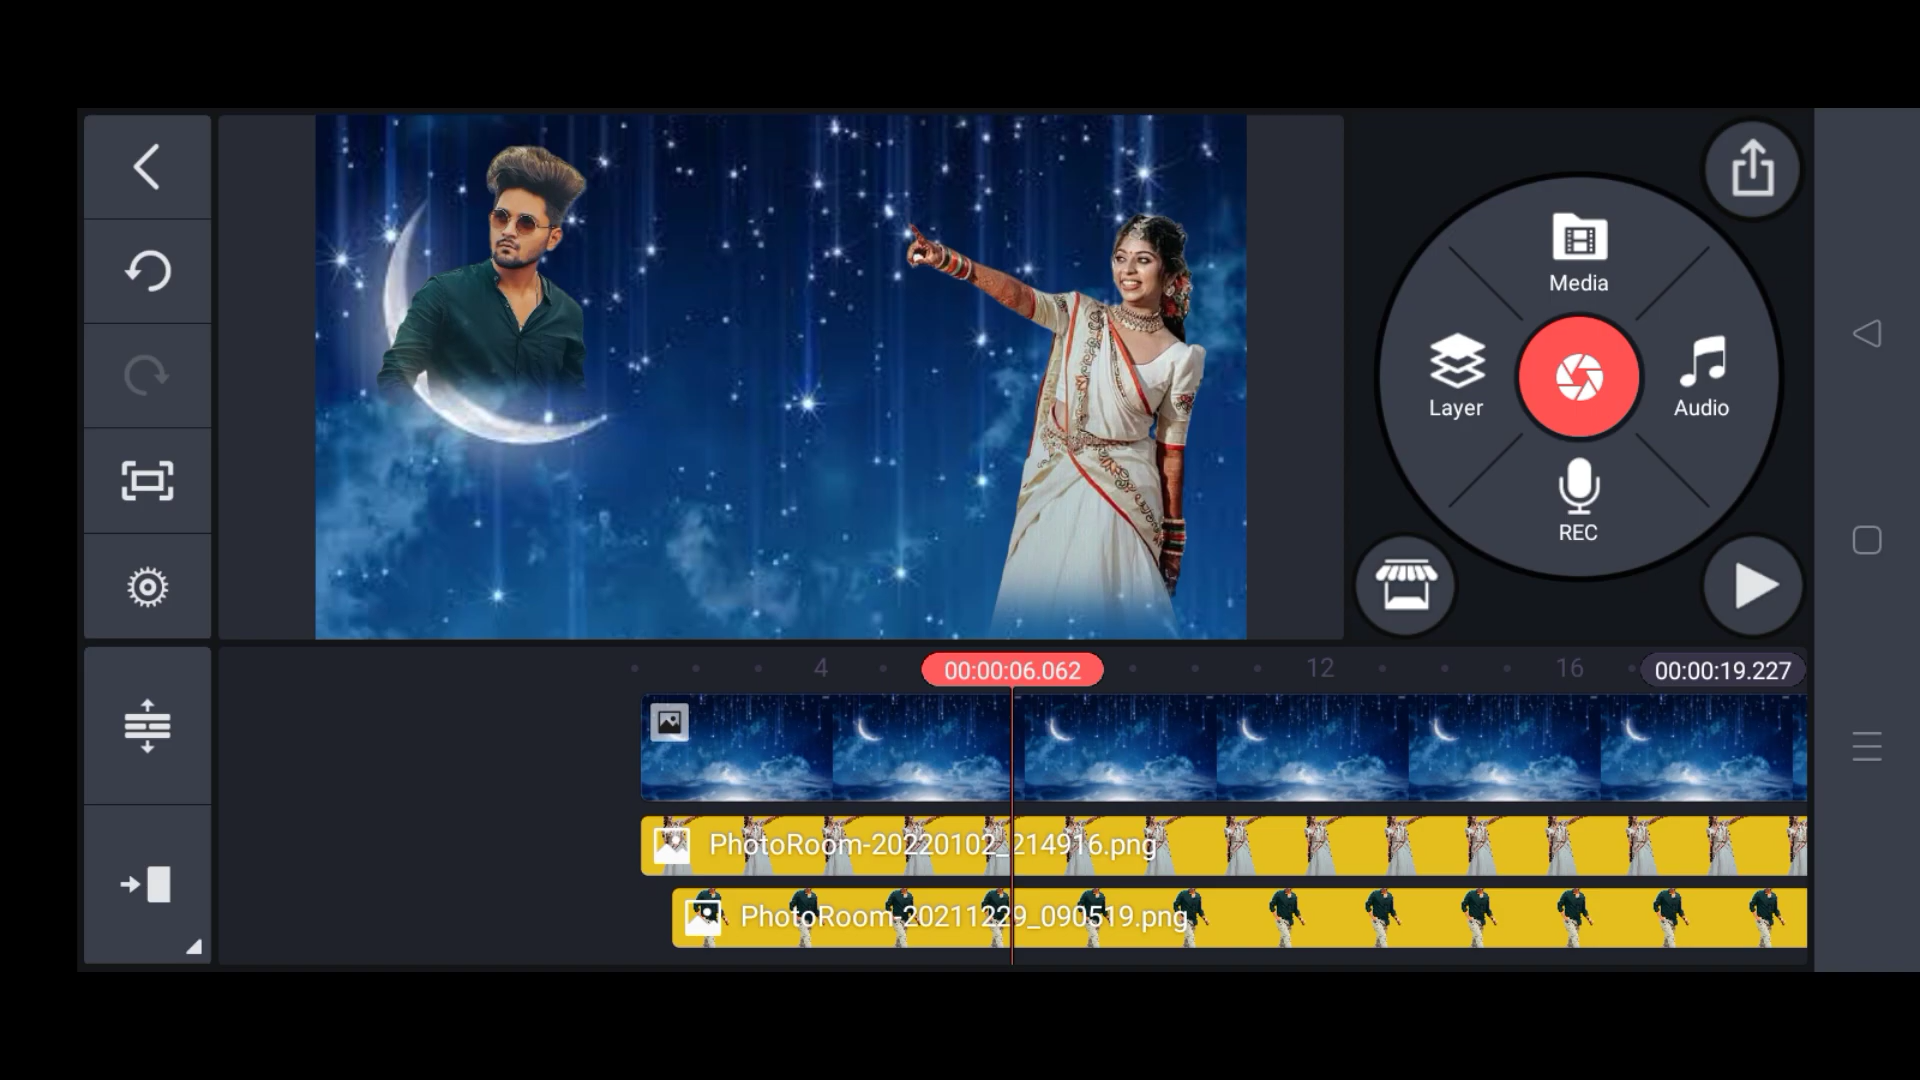 Media
Layer
Audio
REC
4
00:00:06.062
12
16
00:00:19.227
PhotoRoom-20220102_214916.png
PhotoRoom-20211229_090519.png